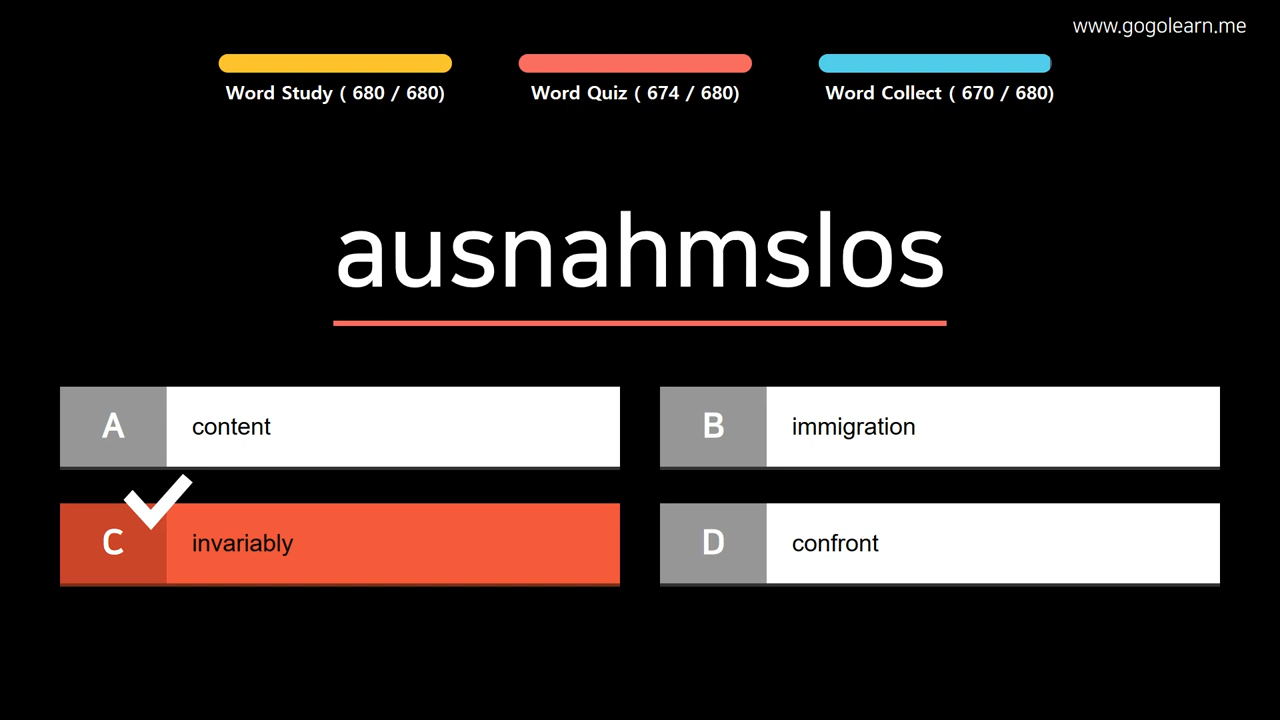 www.gogolearn.me
Word Study ( 680 / 680)
Word Quiz ( 674 / 680)
Word Collect ( 670 / 680)
ausnahmslos
A content
B immigration
C invariably
D confront